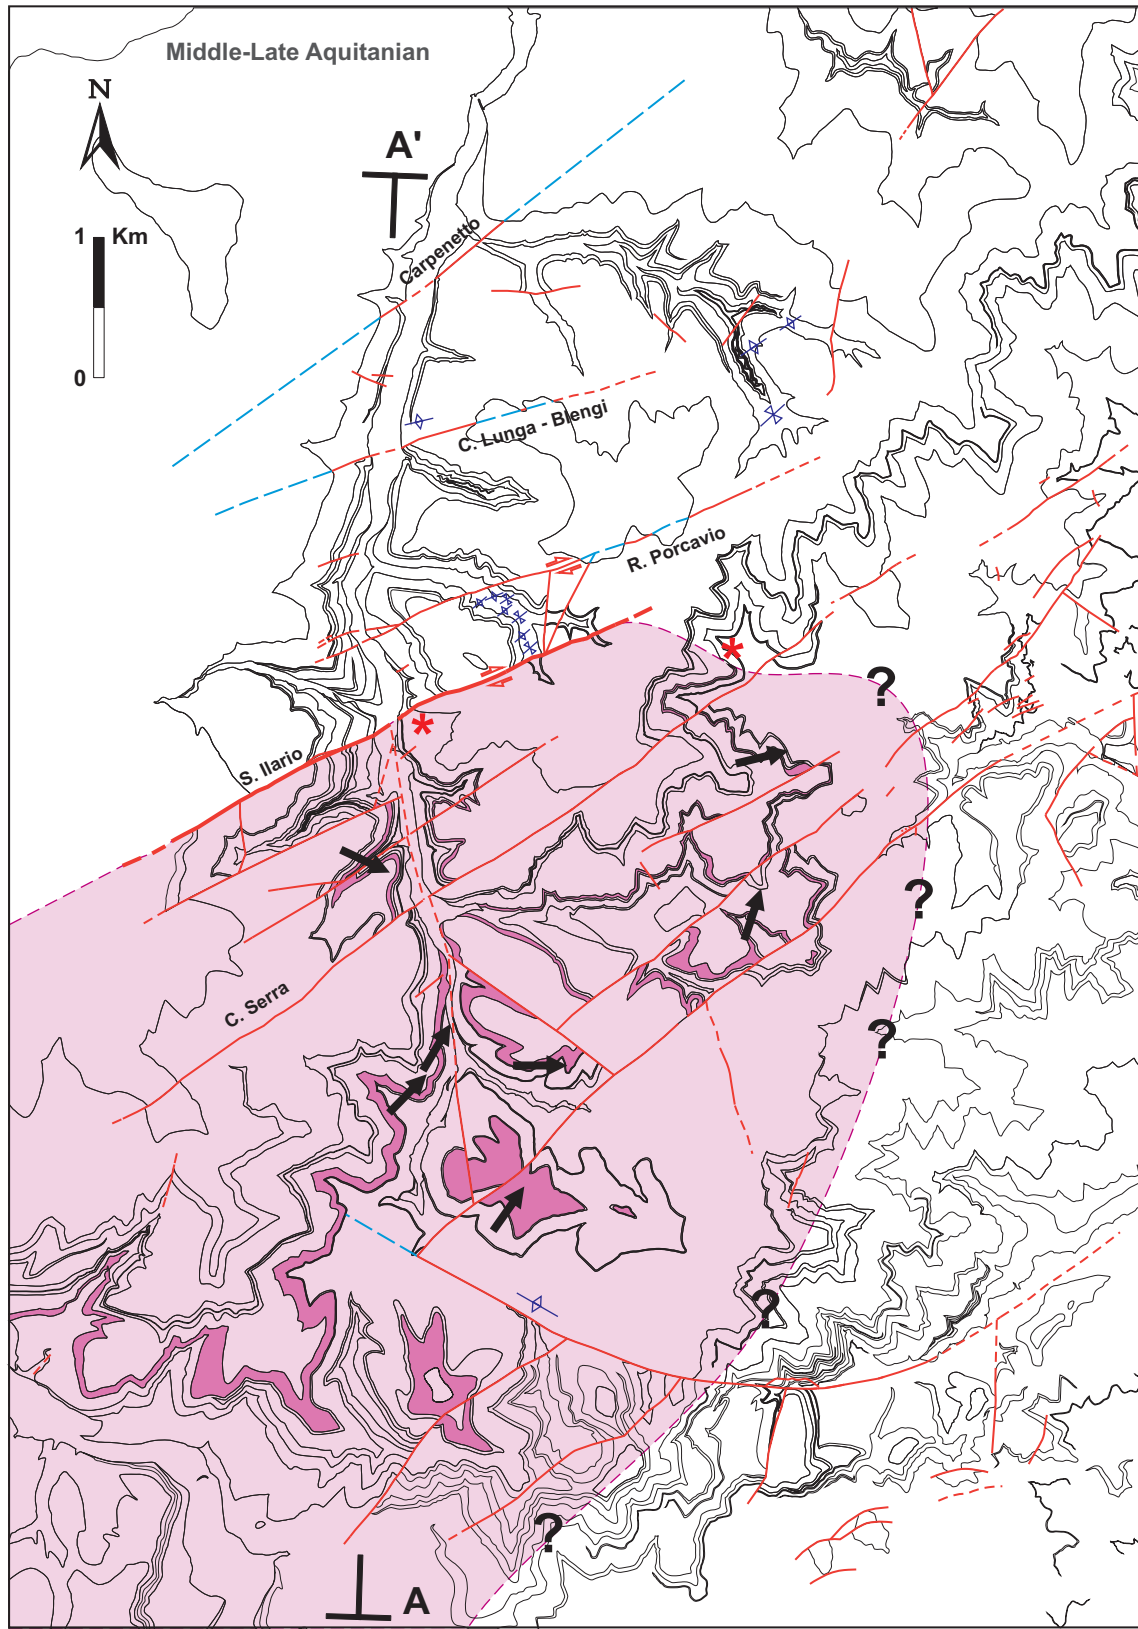 Middle-Late Aquitanian
N
A'
1 Km
0
Carpenetto
C. Lunga - Blengi
R. Porcavio
*
*
?
S. Ilario
?
C. Serra
?
?
?
A